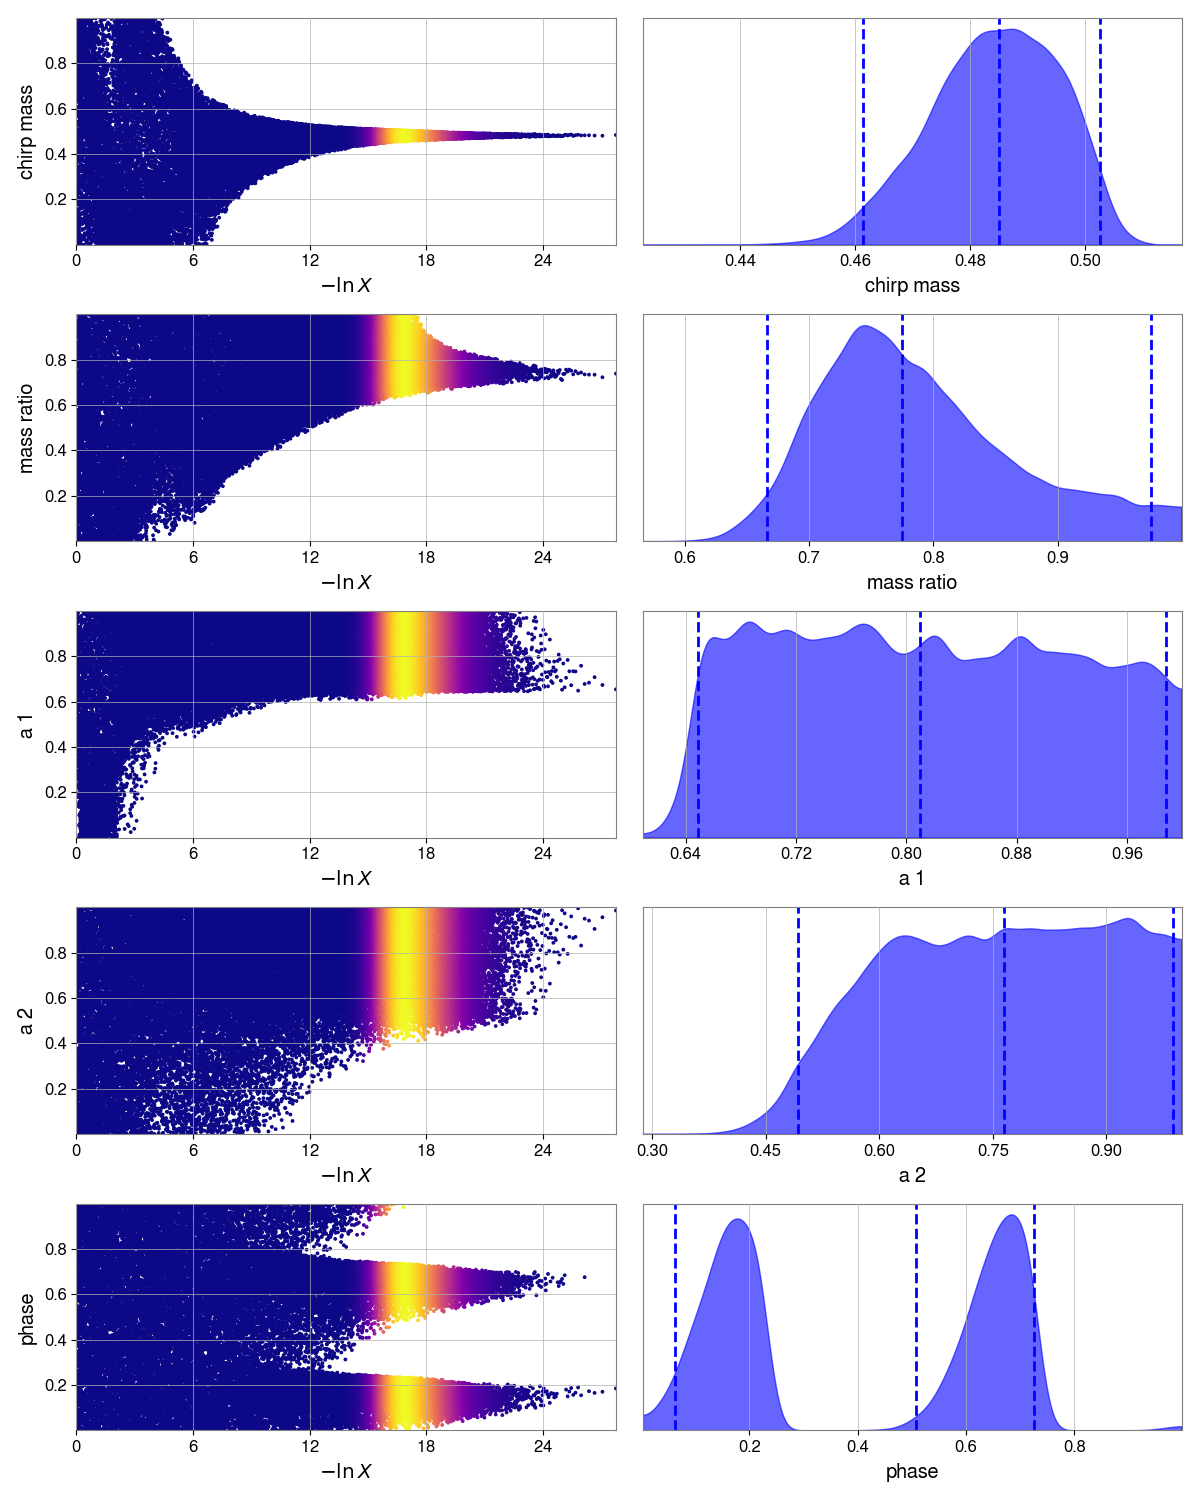 0.8
0.6
0.4
0.2
chirp mass
0 6 12 18 24
−ln X
0.44 0.46 0.48 0.50
chirp mass
0.8
0.6
0.4
0.2
mass ratio
0 6 12 18 24
−ln X
0.6 0.7 0.8 0.9
mass ratio
0.8
0.6
0.4
0.2
a 1
0 6 12 18 24
−ln X
0.64 0.72 0.80 0.88 0.96
a 1
0.8
0.6
0.4
0.2
a 2
0 6 12 18 24
−ln X
0.30 0.45 0.60 0.75 0.90
a 2
0.8
0.6
0.4
0.2
phase
0 6 12 18 24
−ln X
0.2 0.4 0.6 0.8
phase